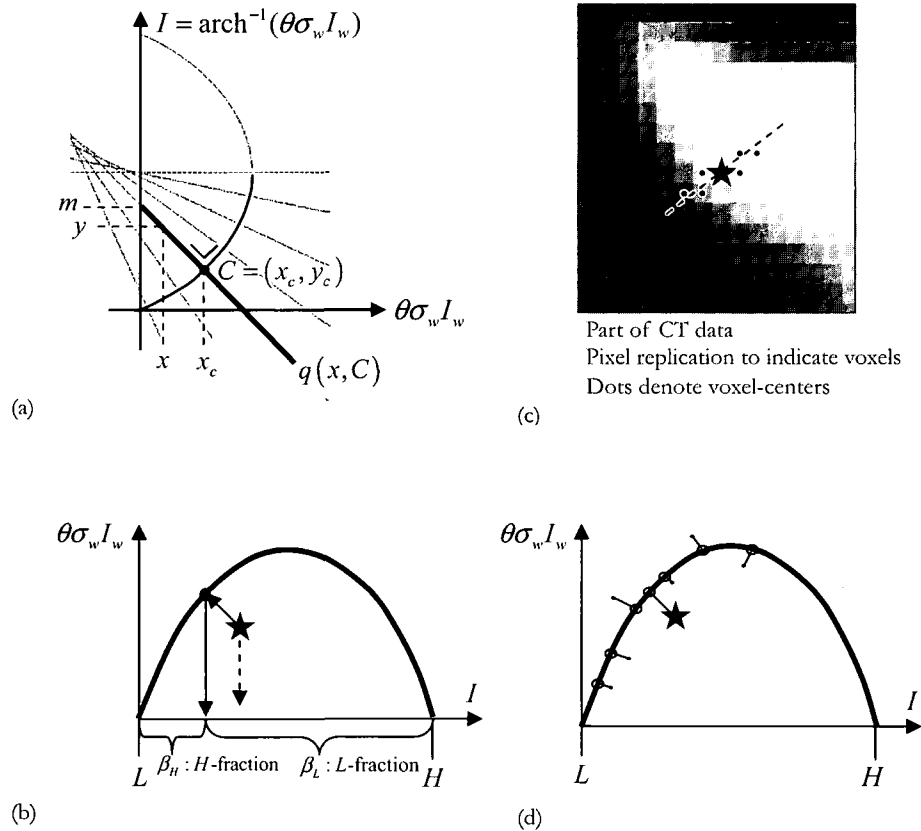 (a)
I = arch⁻¹(θσ_w I_w)
m
y
C = (x_c, y_c)
θσ_w I_w
x
x_c
q(x, C)
(c)
Part of CT data
Pixel replication to indicate voxels
Dots denote voxel-centers
(b)
θσ_w I_w
I
β_H : H-fraction
β_L : L-fraction
L
H
(d)
θσ_w I_w
I
L
H